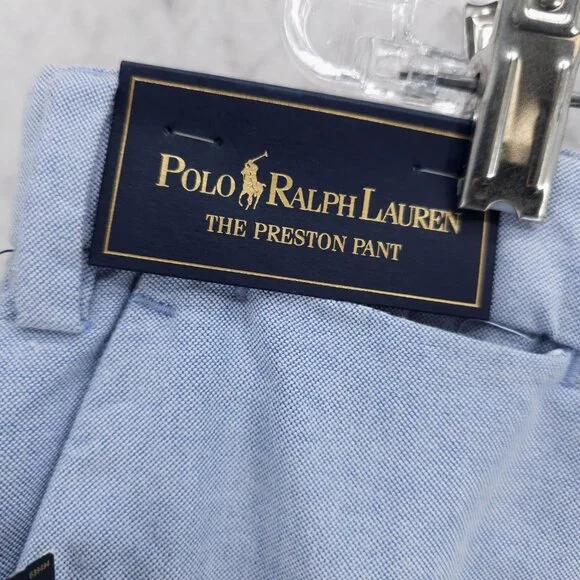 POLO RALPH LAUREN
THE PRESTON PANT